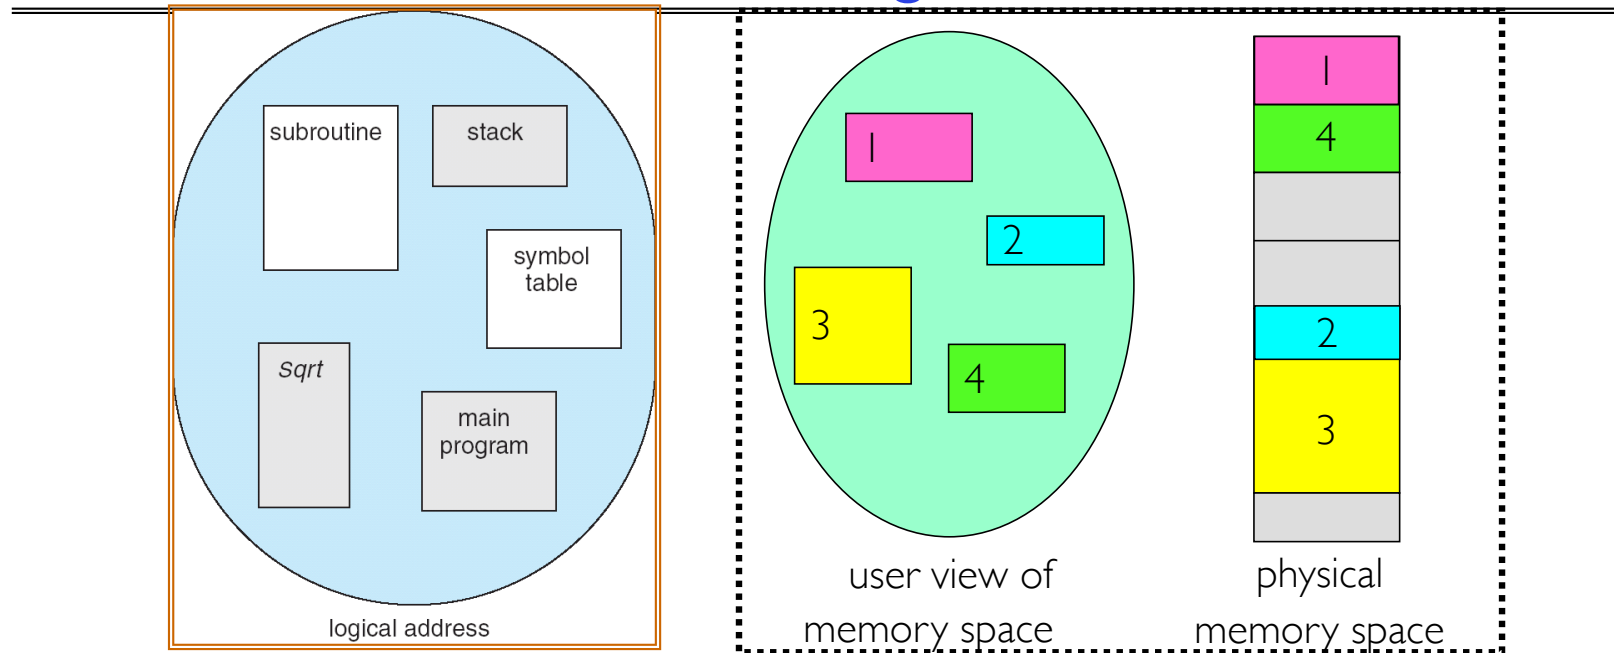 subroutine
stack
symbol
table
Sqrt
main
program
logical address
1
2
3
4
user view of
memory space
1
4
2
3
physical
memory space